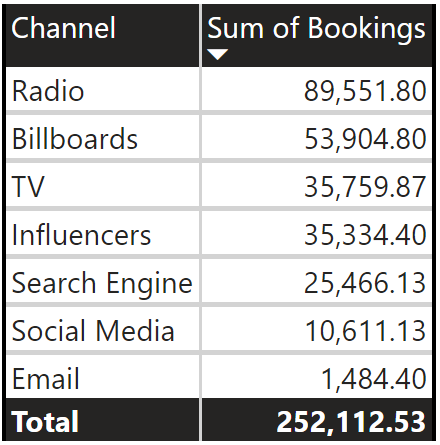 Channel Sum of Bookings
Radio 89,551.80
Billboards 53,904.80
TV 35,759.87
Influencers 35,334.40
Search Engine 25,466.13
Social Media 10,611.13
Email 1,484.40
Total 252,112.53